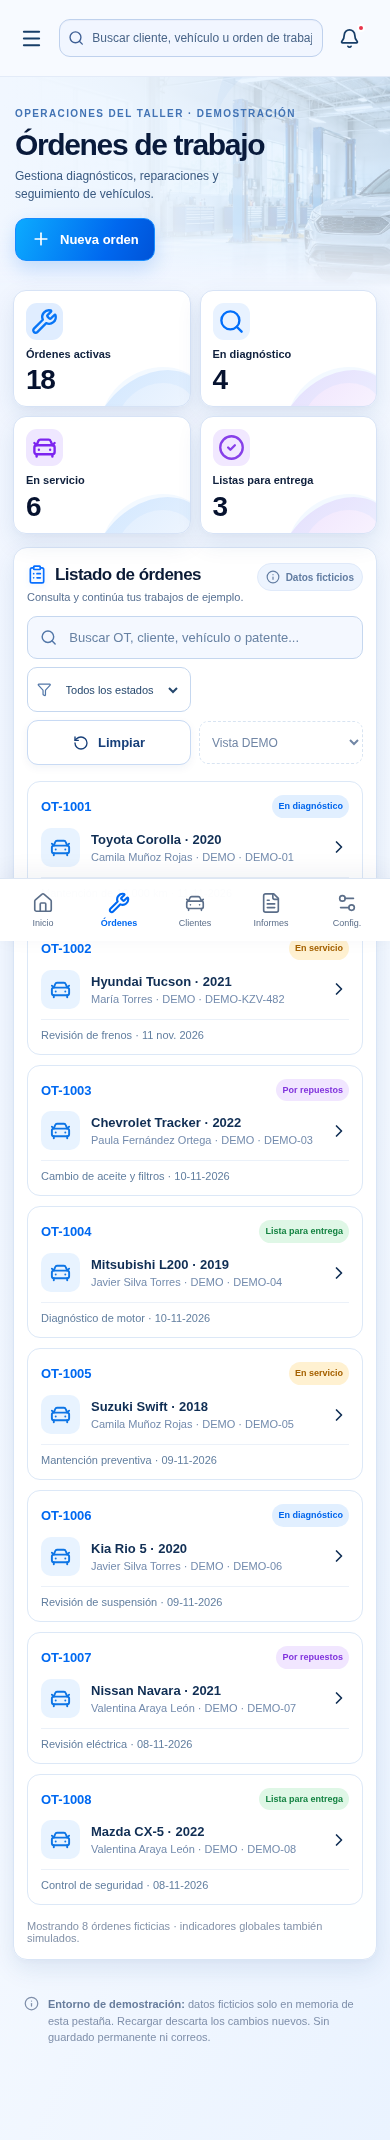 Buscar cliente, vehículo u orden de trabaj
OPERACIONES DEL TALLER · DEMOSTRACIÓN
Órdenes de trabajo
Gestiona diagnósticos, reparaciones y
seguimiento de vehículos.
Nueva orden
Órdenes activas
18
En diagnóstico
4
En servicio
6
Listas para entrega
3
Listado de órdenes
Datos ficticios
Consulta y continúa tus trabajos de ejemplo.
Buscar OT, cliente, vehículo o patente...
Todos los estados
Limpiar
Vista DEMO
OT-1001
En diagnóstico
Toyota Corolla · 2020
Camila Muñoz Rojas · DEMO · DEMO-01
Inicio
Órdenes
Clientes
Informes
Config.
OT-1002
En servicio
Hyundai Tucson · 2021
María Torres · DEMO · DEMO-KZV-482
Revisión de frenos · 11 nov. 2026
OT-1003
Por repuestos
Chevrolet Tracker · 2022
Paula Fernández Ortega · DEMO · DEMO-03
Cambio de aceite y filtros · 10-11-2026
OT-1004
Lista para entrega
Mitsubishi L200 · 2019
Javier Silva Torres · DEMO · DEMO-04
Diagnóstico de motor · 10-11-2026
OT-1005
En servicio
Suzuki Swift · 2018
Camila Muñoz Rojas · DEMO · DEMO-05
Mantención preventiva · 09-11-2026
OT-1006
En diagnóstico
Kia Rio 5 · 2020
Javier Silva Torres · DEMO · DEMO-06
Revisión de suspensión · 09-11-2026
OT-1007
Por repuestos
Nissan Navara · 2021
Valentina Araya León · DEMO · DEMO-07
Revisión eléctrica · 08-11-2026
OT-1008
Lista para entrega
Mazda CX-5 · 2022
Valentina Araya León · DEMO · DEMO-08
Control de seguridad · 08-11-2026
Mostrando 8 órdenes ficticias · indicadores globales también
simulados.
Entorno de demostración: datos ficticios solo en memoria de
esta pestaña. Recargar descarta los cambios nuevos. Sin
guardado permanente ni correos.